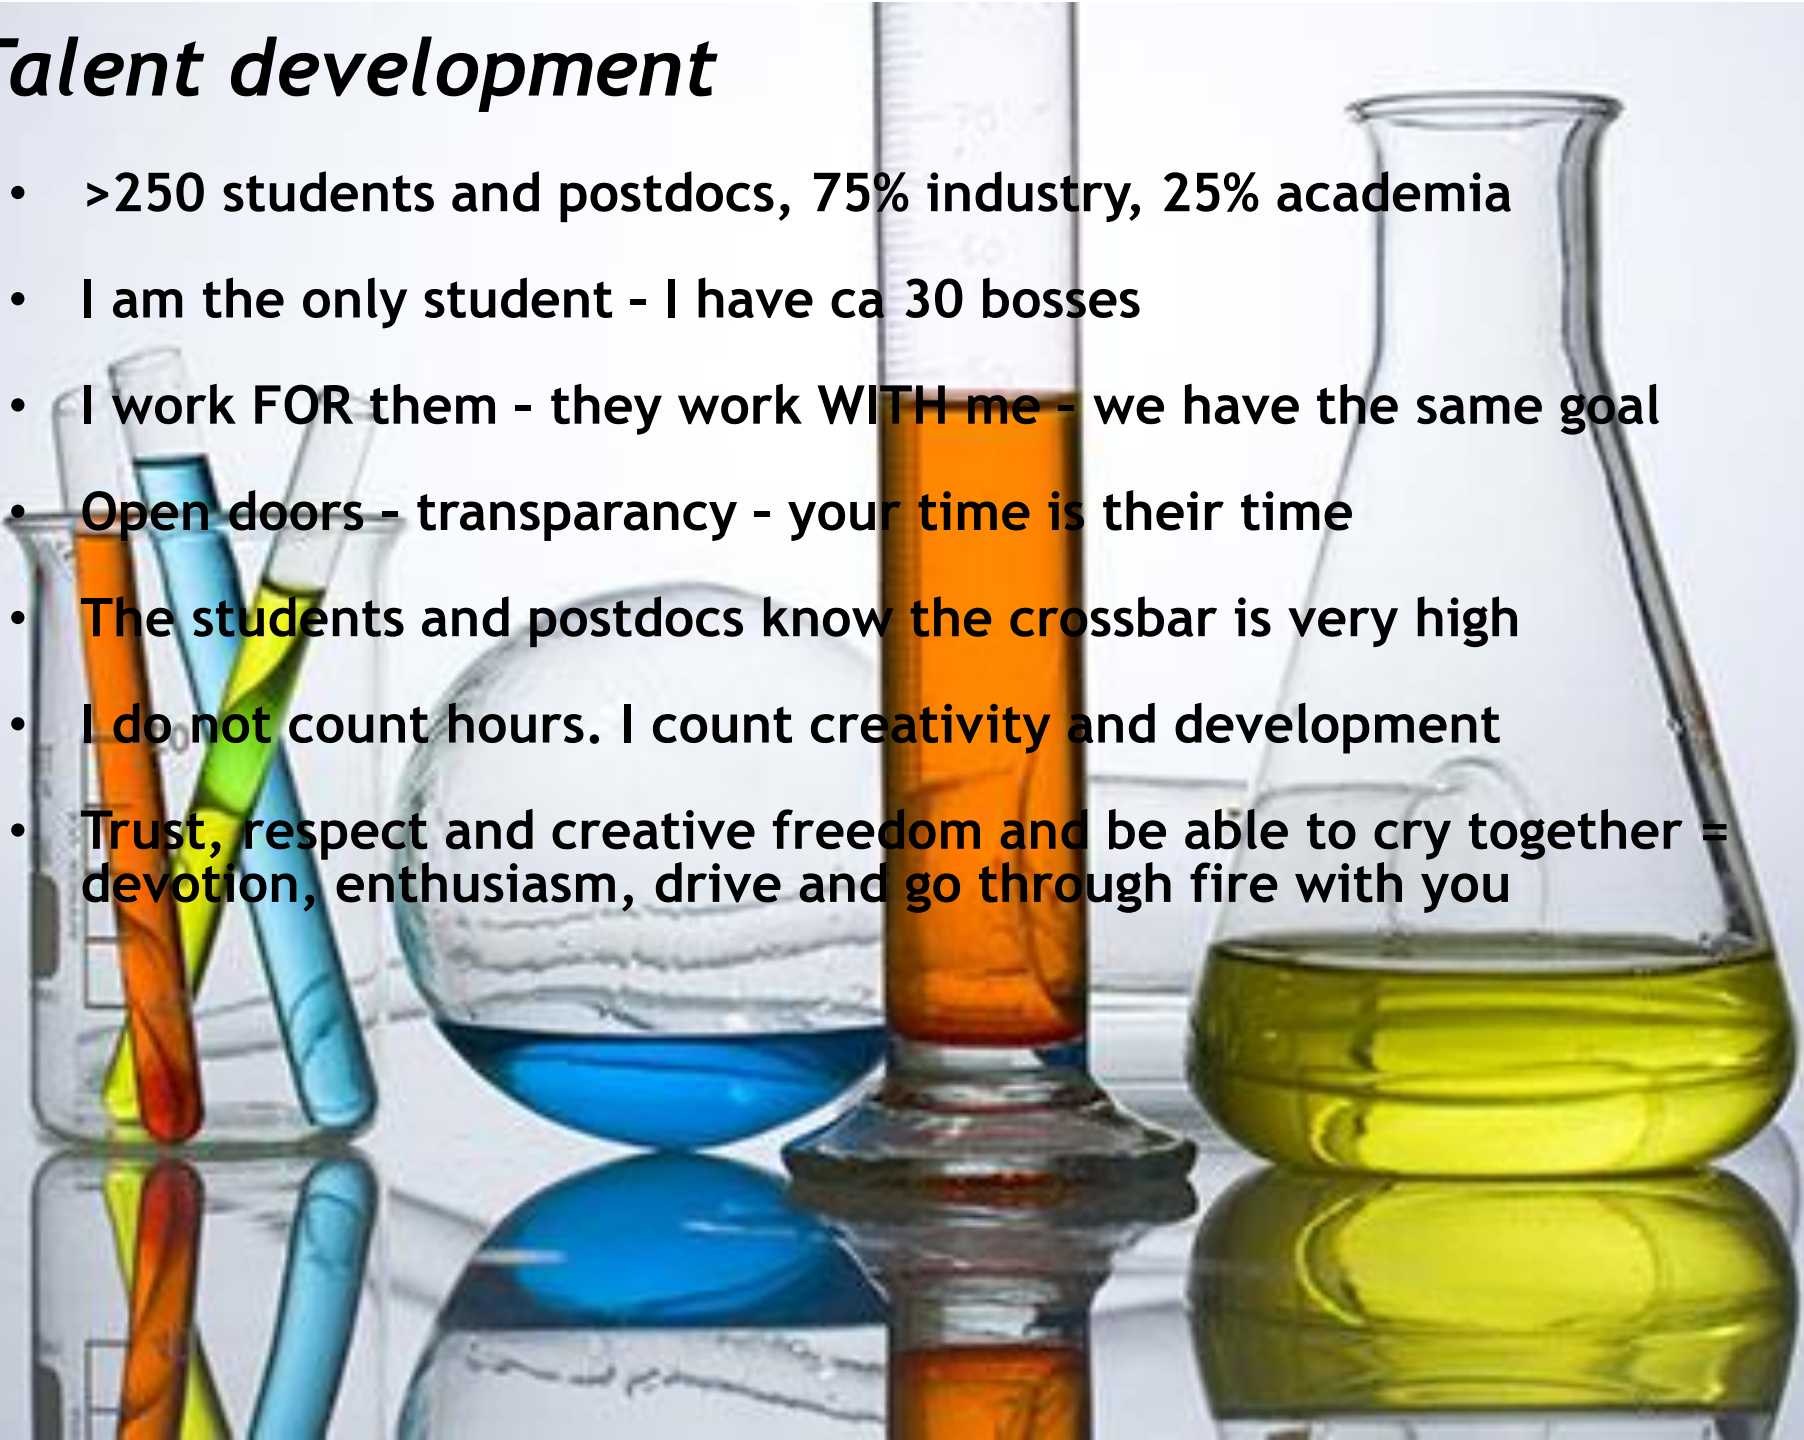 Talent development
• >250 students and postdocs, 75% industry, 25% academia
• I am the only student – I have ca 30 bosses
• I work FOR them – they work WITH me – we have the same goal
• Open doors – transparancy – your time is their time
• The students and postdocs know the crossbar is very high
• I do not count hours. I count creativity and development
• Trust, respect and creative freedom and be able to cry together =
devotion, enthusiasm, drive and go through fire with you